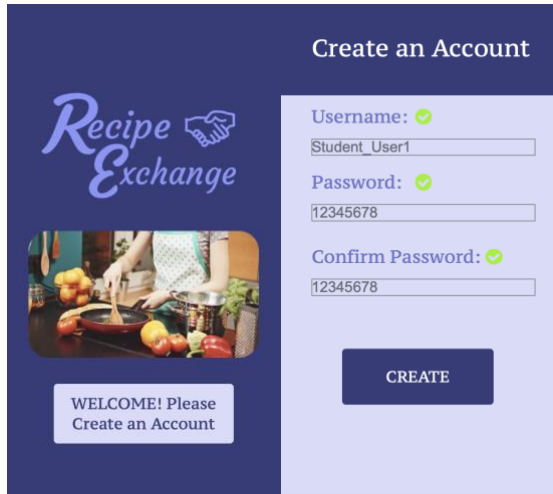 Recipe
Exchange
WELCOME! Please
Create an Account
Create an Account
Username:
Student_User1
Password:
12345678
Confirm Password:
12345678
CREATE